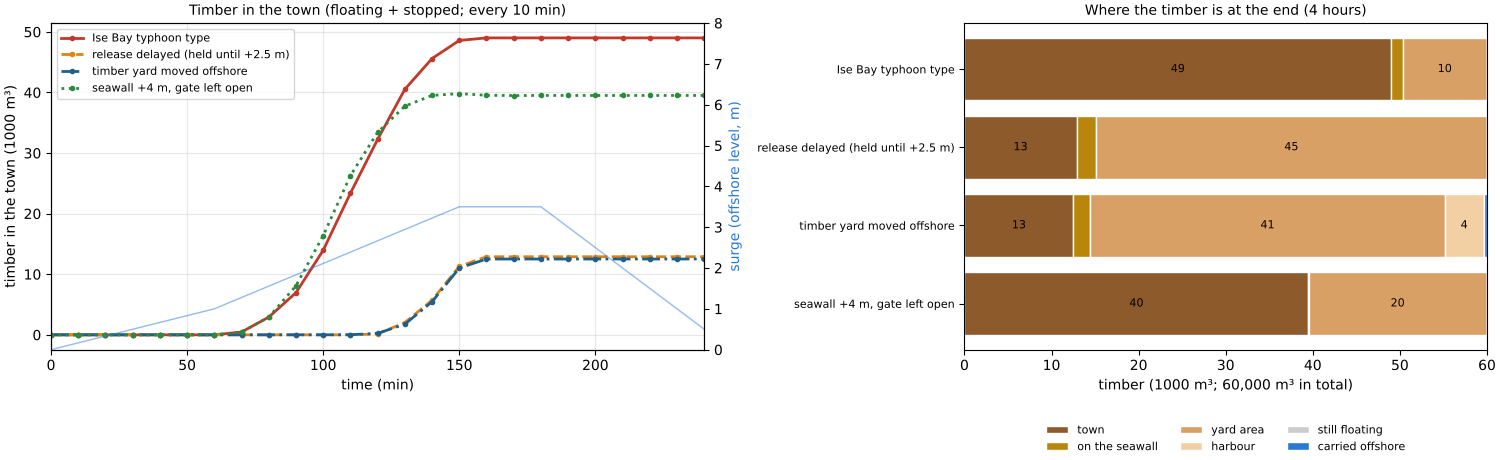 Timber in the town (floating + stopped; every 10 min)
timber in the town (1000 m³)
50
40
30
20
10
0
Ise Bay typhoon type
release delayed (held until +2.5 m)
timber yard moved offshore
seawall +4 m, gate left open
8
7
6
5
4
3
2
1
0
surge (offshore level, m)
0 50 100 150 200
time (min)
Where the timber is at the end (4 hours)
Ise Bay typhoon type 49 10
release delayed (held until +2.5 m) 13 45
timber yard moved offshore 13 41 4
seawall +4 m, gate left open 40 20
0 10 20 30 40 50 60
timber (1000 m³; 60,000 m³ in total)
town yard area still floating
on the seawall harbour carried offshore